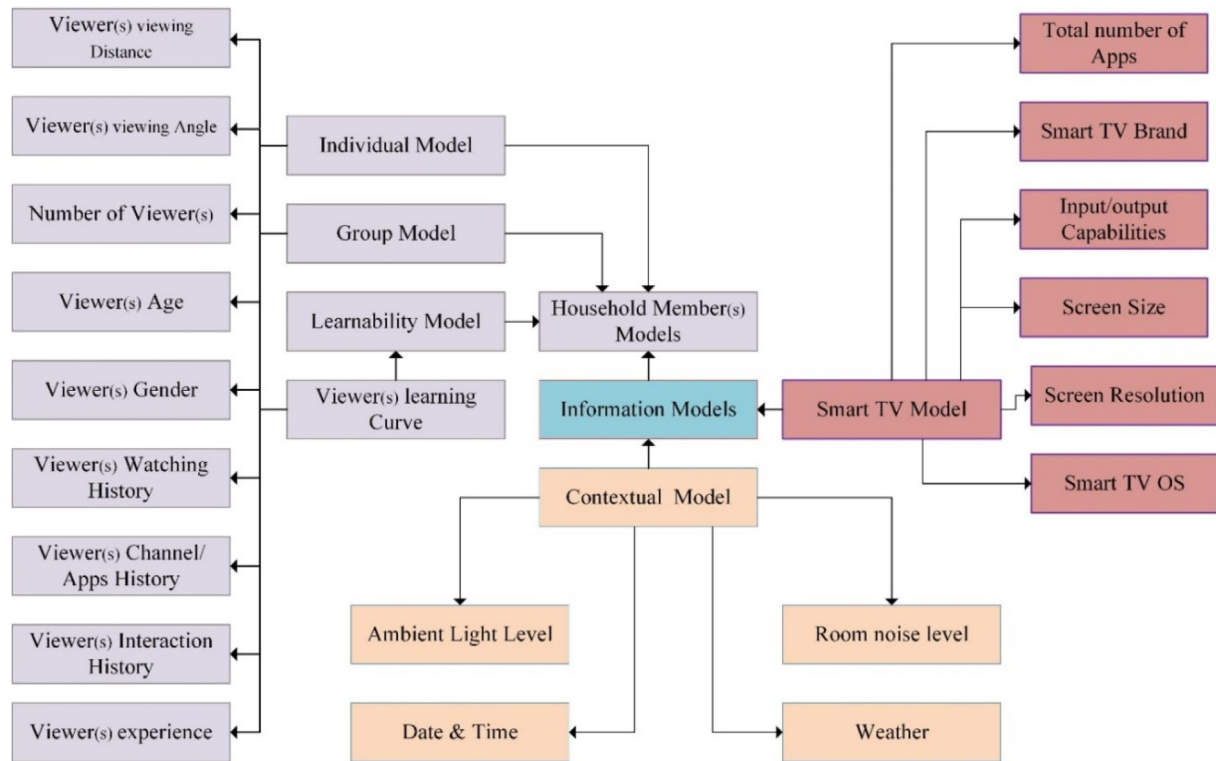 Viewer(s) viewing
Distance
Viewer(s) viewing Angle
Number of Viewer(s)
Viewer(s) Age
Viewer(s) Gender
Viewer(s) Watching
History
Viewer(s) Channel/
Apps History
Viewer(s) Interaction
History
Viewer(s) experience
Individual Model
Group Model
Learnability Model
Viewer(s) learning
Curve
Household Member(s)
Models
Information Models
Contextual Model
Ambient Light Level
Date & Time
Room noise level
Weather
Smart TV Model
Total number of
Apps
Smart TV Brand
Input/output
Capabilities
Screen Size
Screen Resolution
Smart TV OS